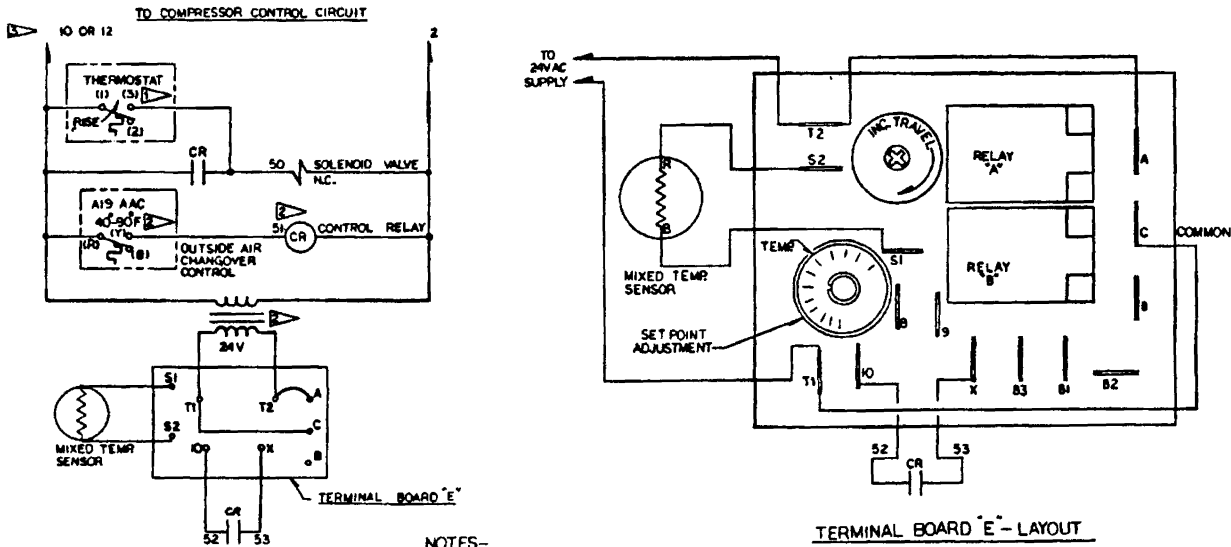 TO COMPRESSOR CONTROL CIRCUIT
3 10 OR 12
2
THERMOSTAT
(1) (3) 1
RISE
(2)
CR
50 SOLENOID VALVE
N.C.
A19 AAC
40°-90°F 2
(R) (Y)
(B)
OUTSIDE AIR
CHANGOVER
CONTROL
2
51 CR CONTROL RELAY
2
24V
S1
T1
T2
A
S2
C
10
X
B
MIXED TEMP.
SENSOR
TERMINAL BOARD "E"
CR
52 53
NOTES-
TO
24VAC
SUPPLY
T2
S2
INC. TRAVEL
RELAY
"A"
A
R
B
MIXED TEMP.
SENSOR
TEMP.
S1
RELAY
"B"
C
COMMON
8
9
B
SET POINT
ADJUSTMENT
T1
10
X
B3
B1
B2
52
53
CR
TERMINAL BOARD "E"-LAYOUT